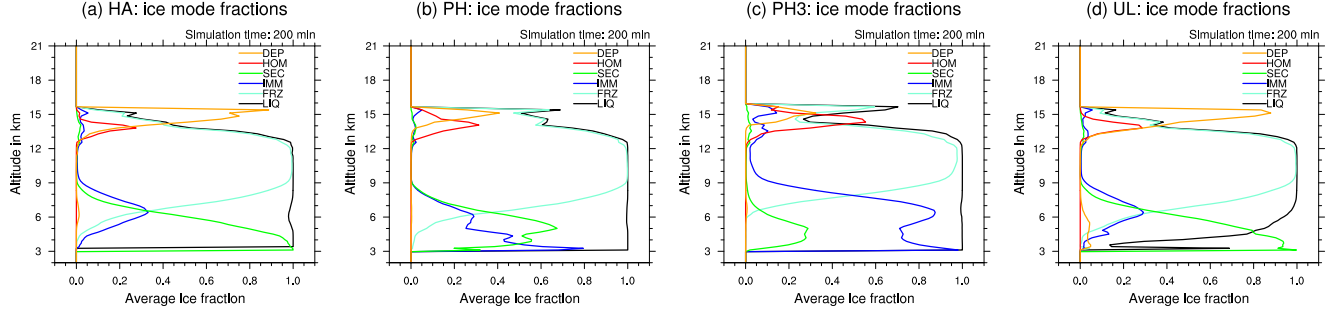 (a) HA: ice mode fractions
Simulation time: 200 min
21
18
15
12
9
6
3
Altitude in km
DEP
HOM
SEC
IMM
FRZ
LIQ
0.0 0.2 0.4 0.6 0.8 1.0
Average ice fraction
(b) PH: ice mode fractions
Simulation time: 200 min
21
18
15
12
9
6
3
Altitude in km
DEP
HOM
SEC
IMM
FRZ
LIQ
0.0 0.2 0.4 0.6 0.8 1.0
Average ice fraction
(c) PH3: ice mode fractions
Simulation time: 200 min
21
18
15
12
9
6
3
Altitude in km
DEP
HOM
SEC
IMM
FRZ
LIQ
0.0 0.2 0.4 0.6 0.8 1.0
Average ice fraction
(d) UL: ice mode fractions
Simulation time: 200 min
21
18
15
12
9
6
3
Altitude in km
DEP
HOM
SEC
IMM
FRZ
LIQ
0.0 0.2 0.4 0.6 0.8 1.0
Average ice fraction